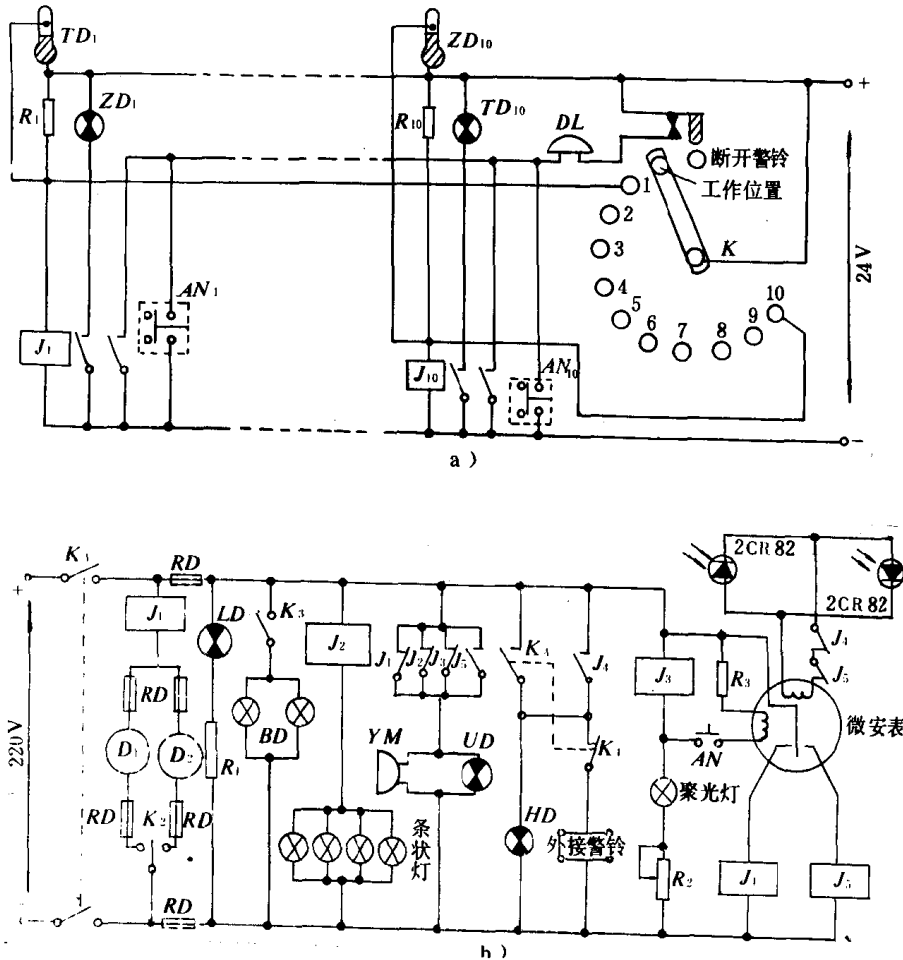 TD1
ZD10
R1
ZD1
R10
TD10
DL
+
断开警铃
工作位置
1
2
3
4
5
6
7
8
9
10
K
24V
AN1
J1
J10
AN10
−
a)
K1
RD
+
J1
LD
K3
J2
J1
J2
J3
J5
K4
J4
J3
R3
2CR82
2CR82
J4
J5
微安表
220V
RD
D1
D2
R1
BD
YM
UD
K1
AN
聚光灯
RD
K2
RD
条状灯
HD
外接警铃
R2
J4
J5
RD
b)